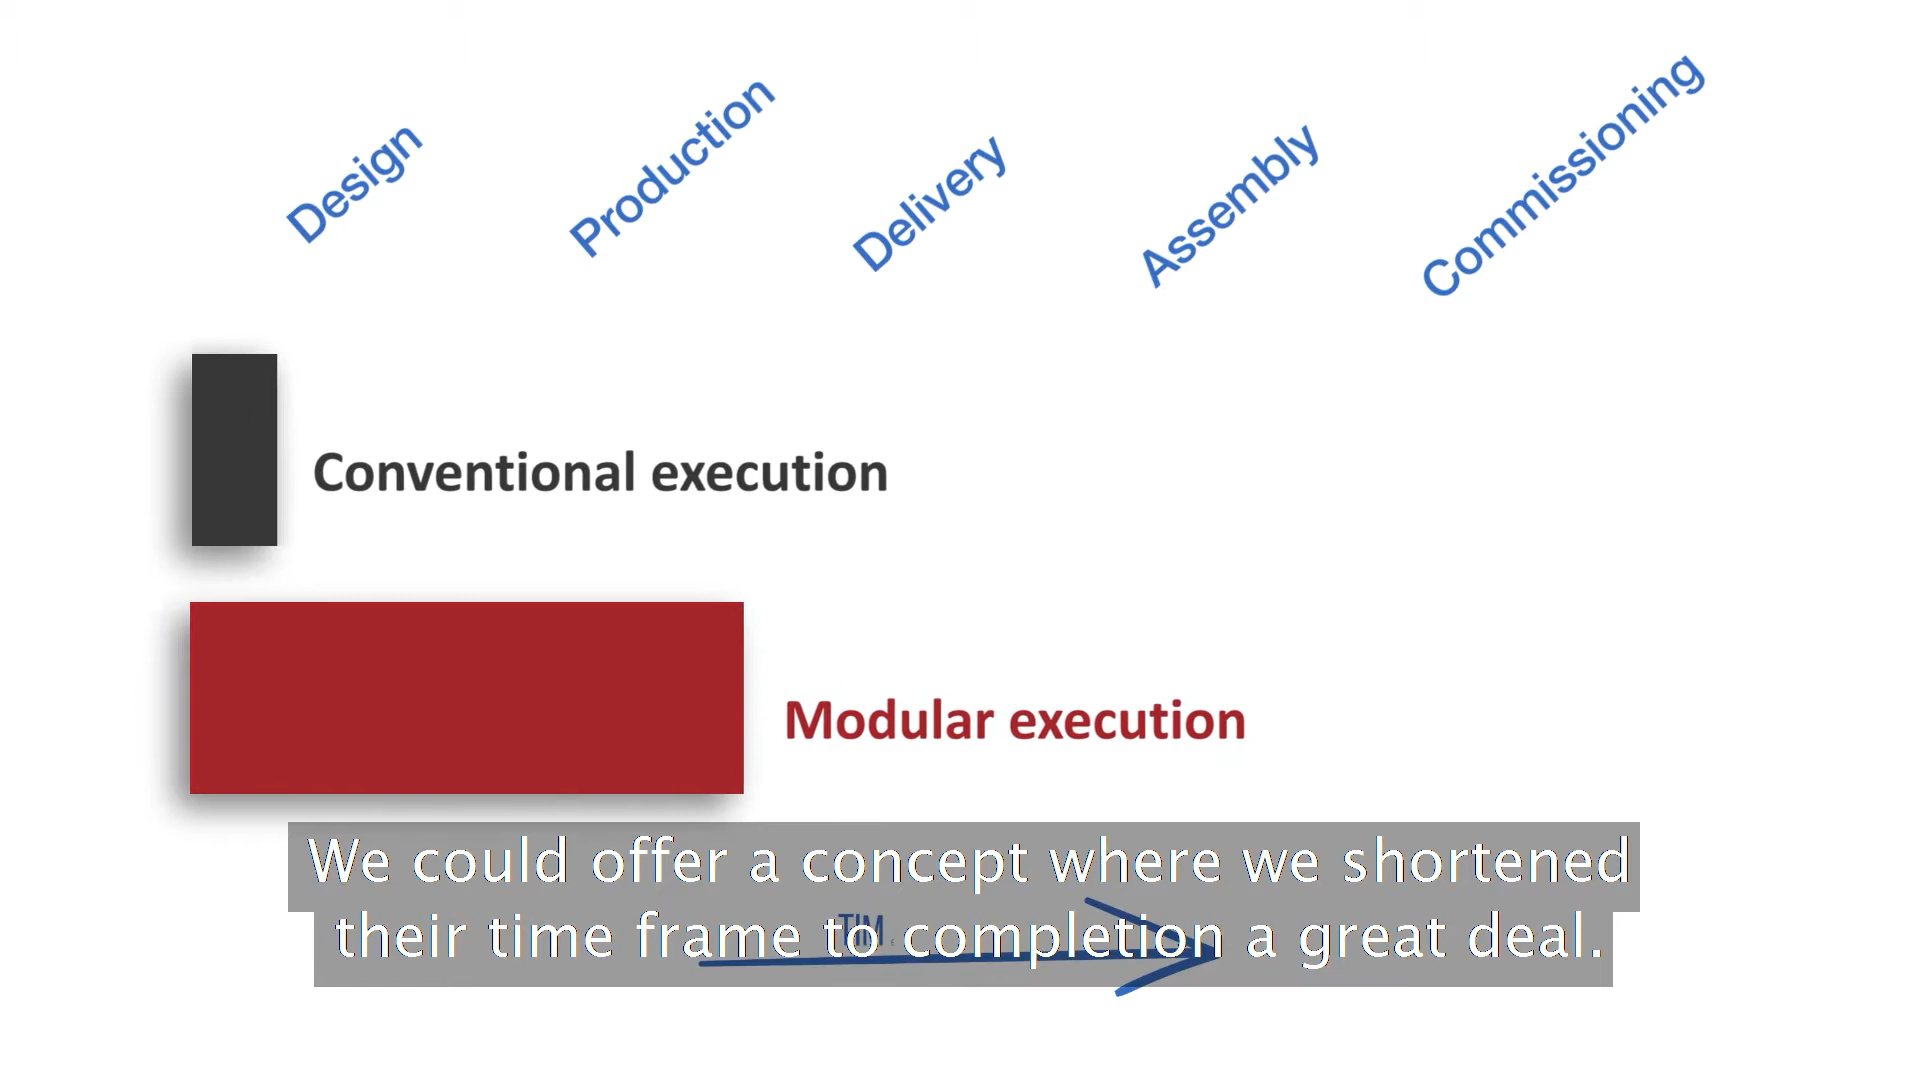 Design
Production
Delivery
Assembly
Commissioning
Conventional execution
Modular execution
We could offer a concept where we shortened
their time frame to completion a great deal.
TIM